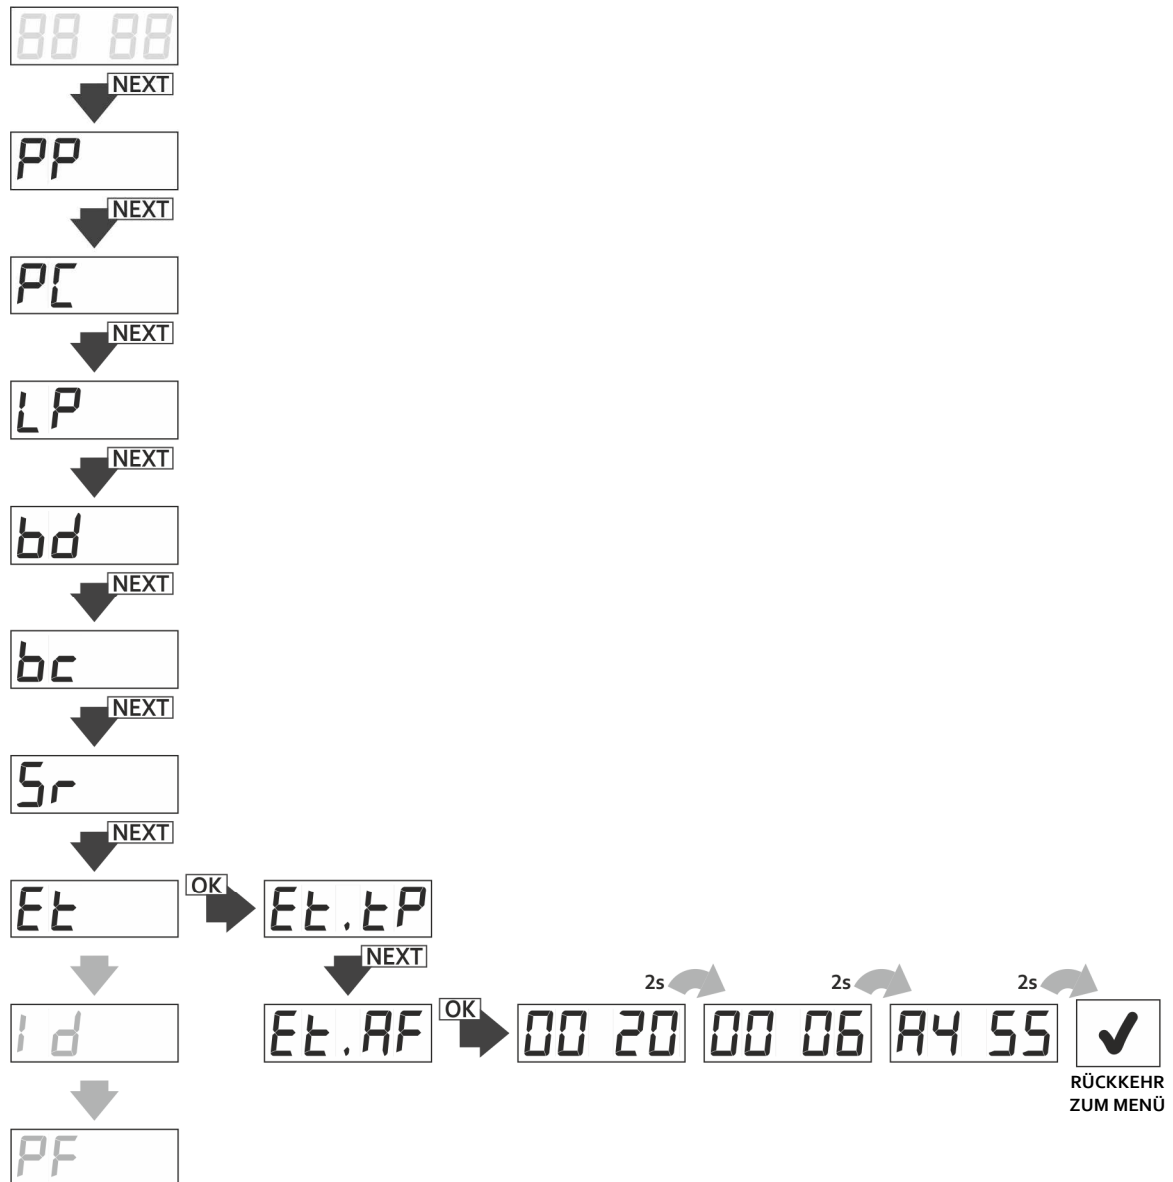 88 88
NEXT
PP
NEXT
PC
NEXT
LP
NEXT
bd
NEXT
bc
NEXT
Sr
NEXT
Et OK Et.tP
NEXT
2s 2s 2s
Id Et.AF OK 00 20 00 06 A4 55
RÜCKKEHR
ZUM MENÜ
PF